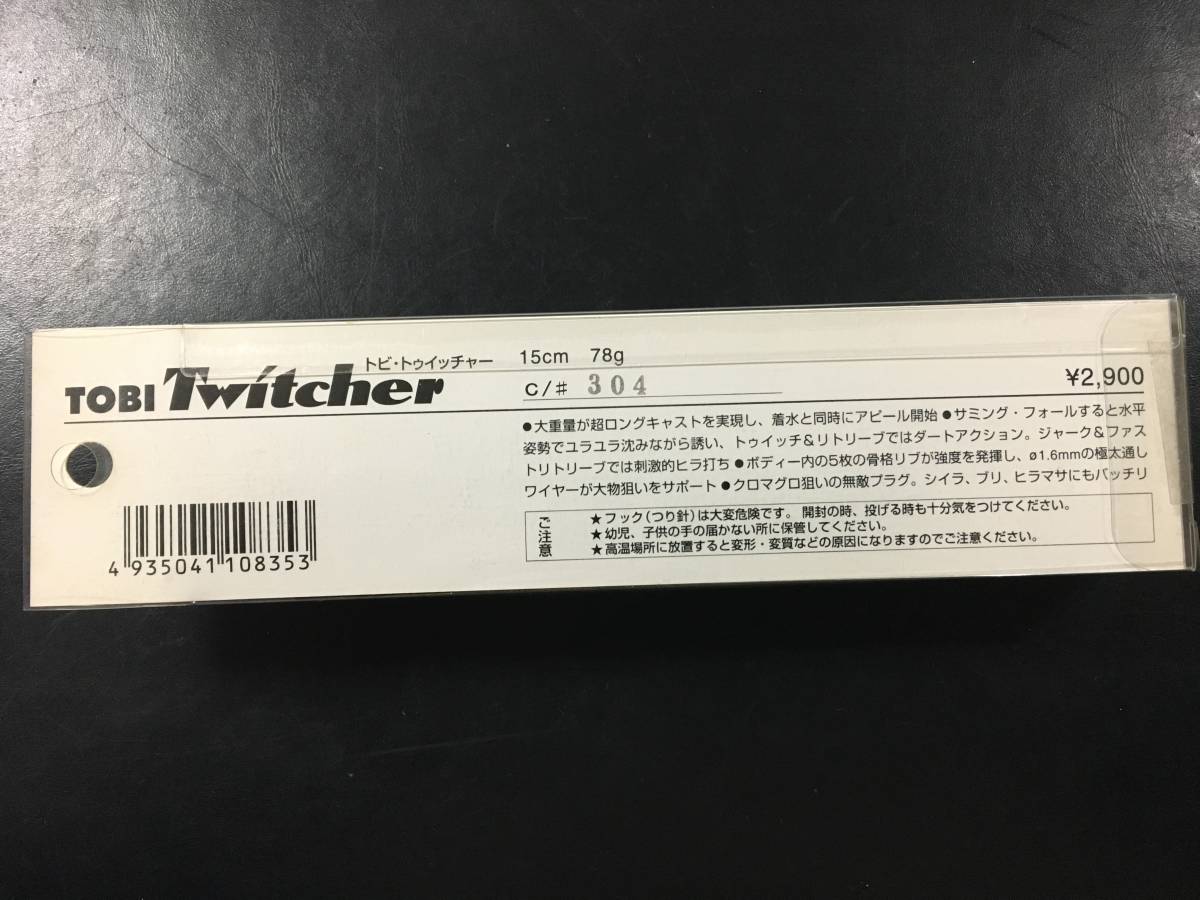 トビ・トゥイッチャー
TOBI Twitcher
15cm 78g
C/# 304
¥2,900
●大重量が超ロングキャストを実現し、着水と同時にアピール開始●サミング・フォールすると水平
姿勢でユラユラ沈みながら誘い、トゥイッチ&リトリーブではダートアクション。ジャーク&ファス
トリトリーブでは刺激的ヒラ打ち●ボディー内の5枚の骨格リブが強度を発揮し、ø1.6mmの極太通し
ワイヤーが大物狙いをサポート●クロマグロ狙いの無敵プラグ。シイラ、ブリ、ヒラマサにもバッチリ
ご注意
★フック(つり針)は大変危険です。開封の時、投げる時も十分気をつけてください。
★幼児、子供の手の届かない所に保管してください。
★高温場所に放置すると変形・変質などの原因になりますのでご注意ください。
4 935041 108353